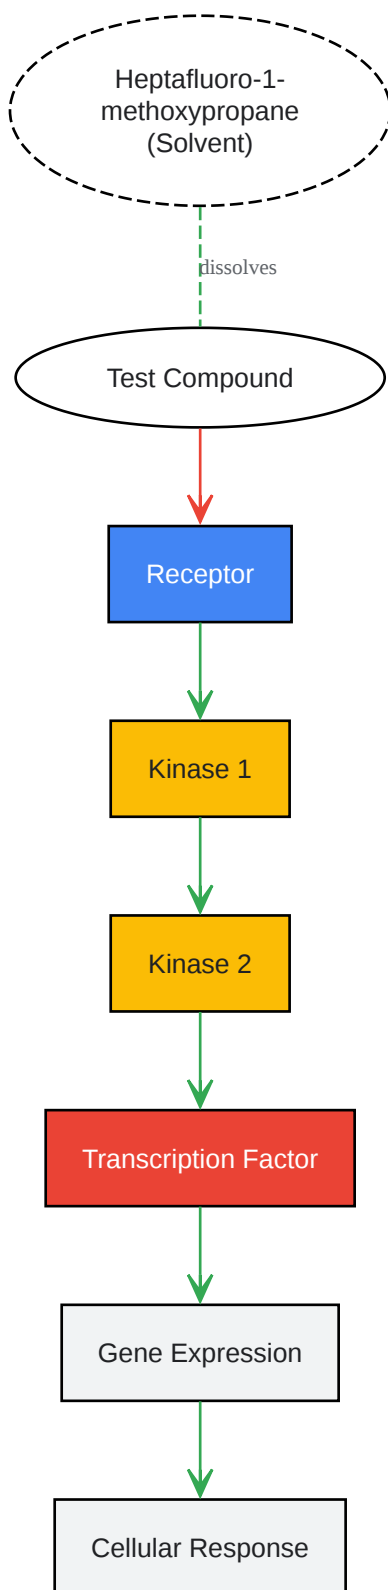 Heptafluoro-1-
methoxypropane
(Solvent)
dissolves
Test Compound
Receptor
Kinase 1
Kinase 2
Transcription Factor
Gene Expression
Cellular Response